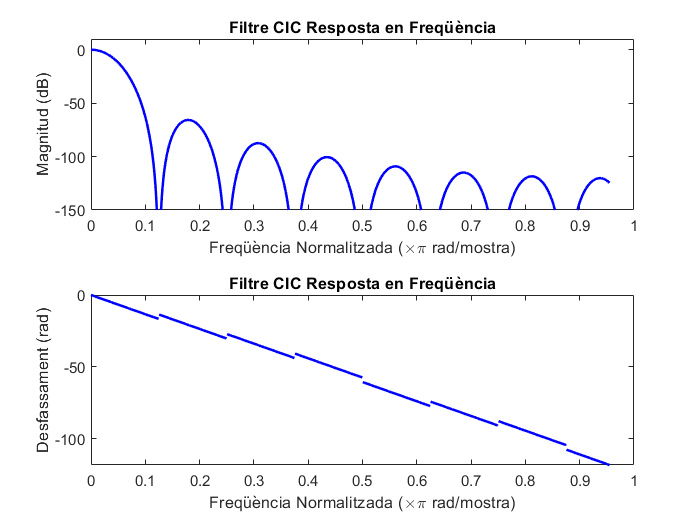 Filtre CIC Resposta en Freqüència
0
-50
-100
-150
Magnitud (dB)
0 0.1 0.2 0.3 0.4 0.5 0.6 0.7 0.8 0.9 1
Freqüència Normalitzada (×π rad/mostra)
Filtre CIC Resposta en Freqüència
0
-50
-100
Desfassament (rad)
0 0.1 0.2 0.3 0.4 0.5 0.6 0.7 0.8 0.9 1
Freqüència Normalitzada (×π rad/mostra)